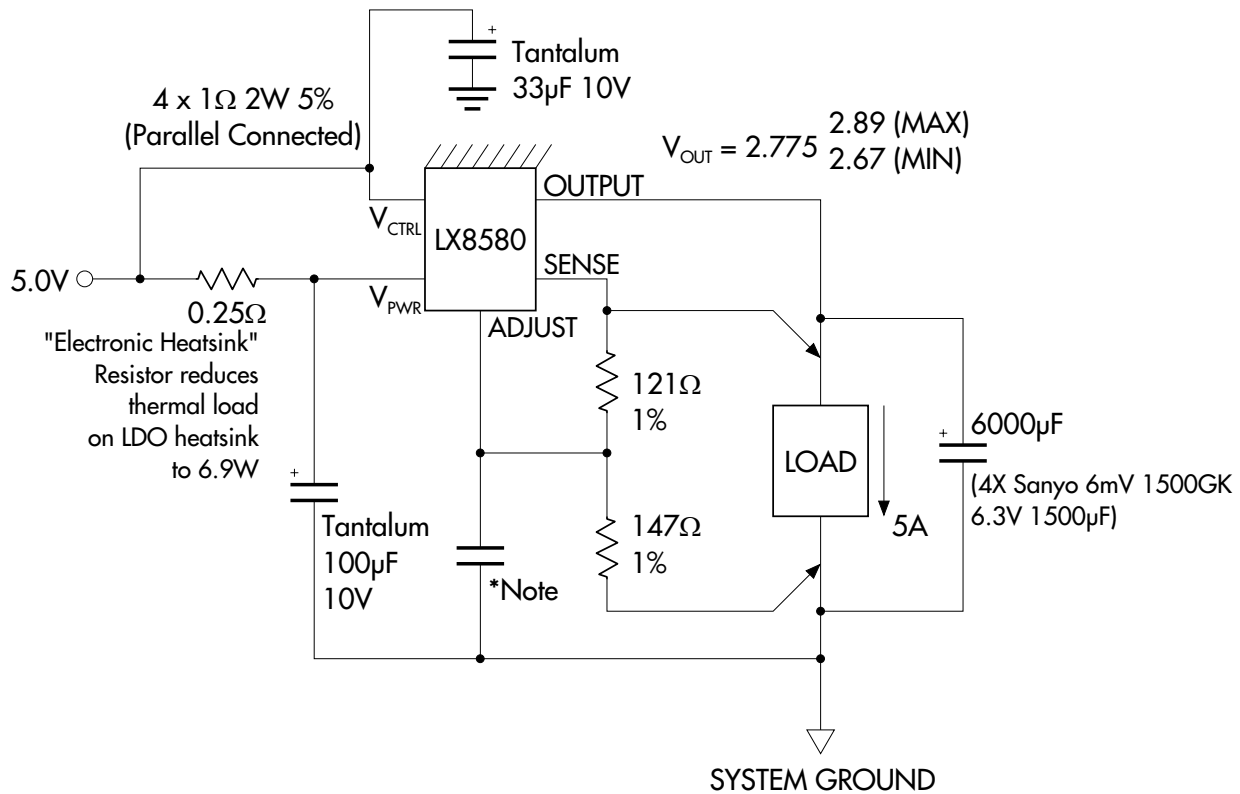 +
Tantalum
33µF 10V
4 x 1Ω 2W 5%
(Parallel Connected)
V_OUT = 2.775
2.89 (MAX)
2.67 (MIN)
OUTPUT
V_CTRL
LX8580
SENSE
5.0V
V_PWR
0.25Ω
ADJUST
"Electronic Heatsink"
Resistor reduces
thermal load
on LDO heatsink
to 6.9W
121Ω
1%
+
Tantalum
100µF
10V
*Note
147Ω
1%
LOAD
5A
+
6000µF
(4X Sanyo 6mV 1500GK
6.3V 1500µF)
SYSTEM GROUND